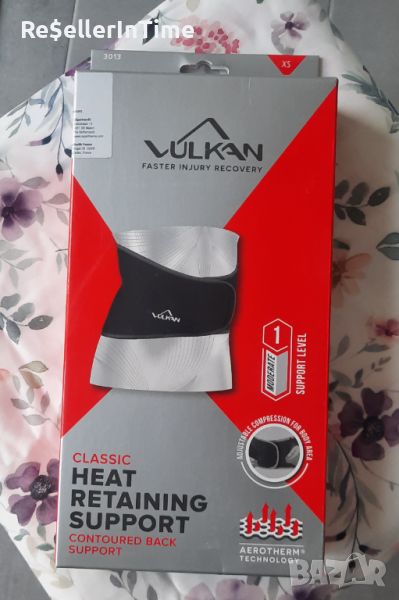 Re$ellerInTime
3013
XS
VULKAN
FASTER INJURY RECOVERY
VULKAN
1
MODERATE
SUPPORT LEVEL
ADJUSTABLE COMPRESSION FOR BODY AREA
CLASSIC
HEAT
RETAINING
SUPPORT
CONTOURED BACK
SUPPORT
AEROTHERM®
TECHNOLOGY
BAZAR